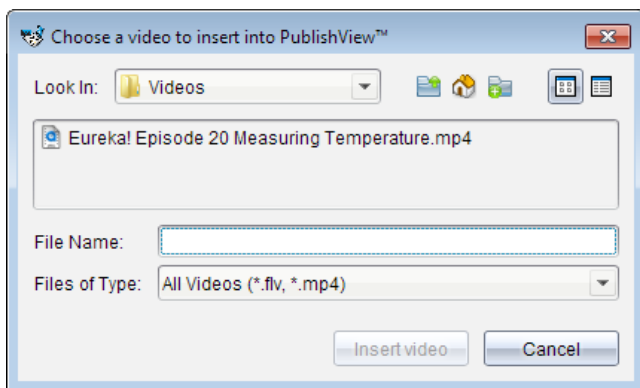 Choose a video to insert into PublishView™
Look In: Videos
Eureka! Episode 20 Measuring Temperature.mp4
File Name:
Files of Type: All Videos (*.flv, *.mp4)
Insert video Cancel